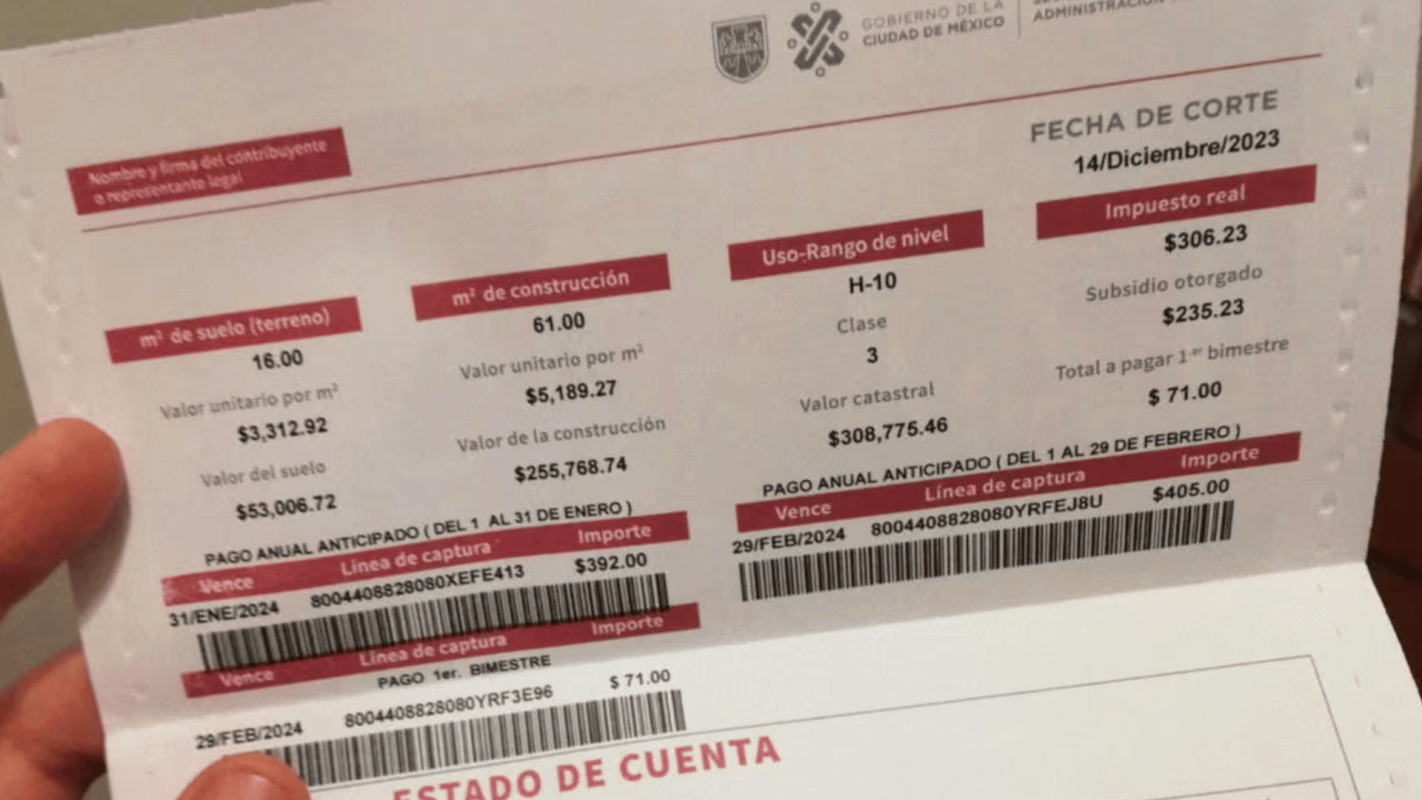 GOBIERNO DE LA
CIUDAD DE MÉXICO
ADMINISTRACIÓN
Nombre y firma del contribuyente
o representante legal
FECHA DE CORTE
14/Diciembre/2023
m² de suelo (terreno)
16.00
Valor unitario por m²
$3,312.92
Valor del suelo
$53,006.72
m² de construcción
61.00
Valor unitario por m²
$5,189.27
Valor de la construcción
$255,768.74
Uso-Rango de nivel
H-10
Clase
3
Valor catastral
$308,775.46
Impuesto real
$306.23
Subsidio otorgado
$235.23
Total a pagar 1er bimestre
$ 71.00
PAGO ANUAL ANTICIPADO ( DEL 1 AL 31 DE ENERO )
Vence Línea de captura Importe
31/ENE/2024 8004408828080XEFE413 $392.00
PAGO ANUAL ANTICIPADO ( DEL 1 AL 29 DE FEBRERO )
Vence Línea de captura Importe
29/FEB/2024 8004408828080YRFEJ8U $405.00
Vence Línea de captura Importe
PAGO 1er. BIMESTRE
29/FEB/2024 8004408828080YRF3E96 $ 71.00
ESTADO DE CUENTA